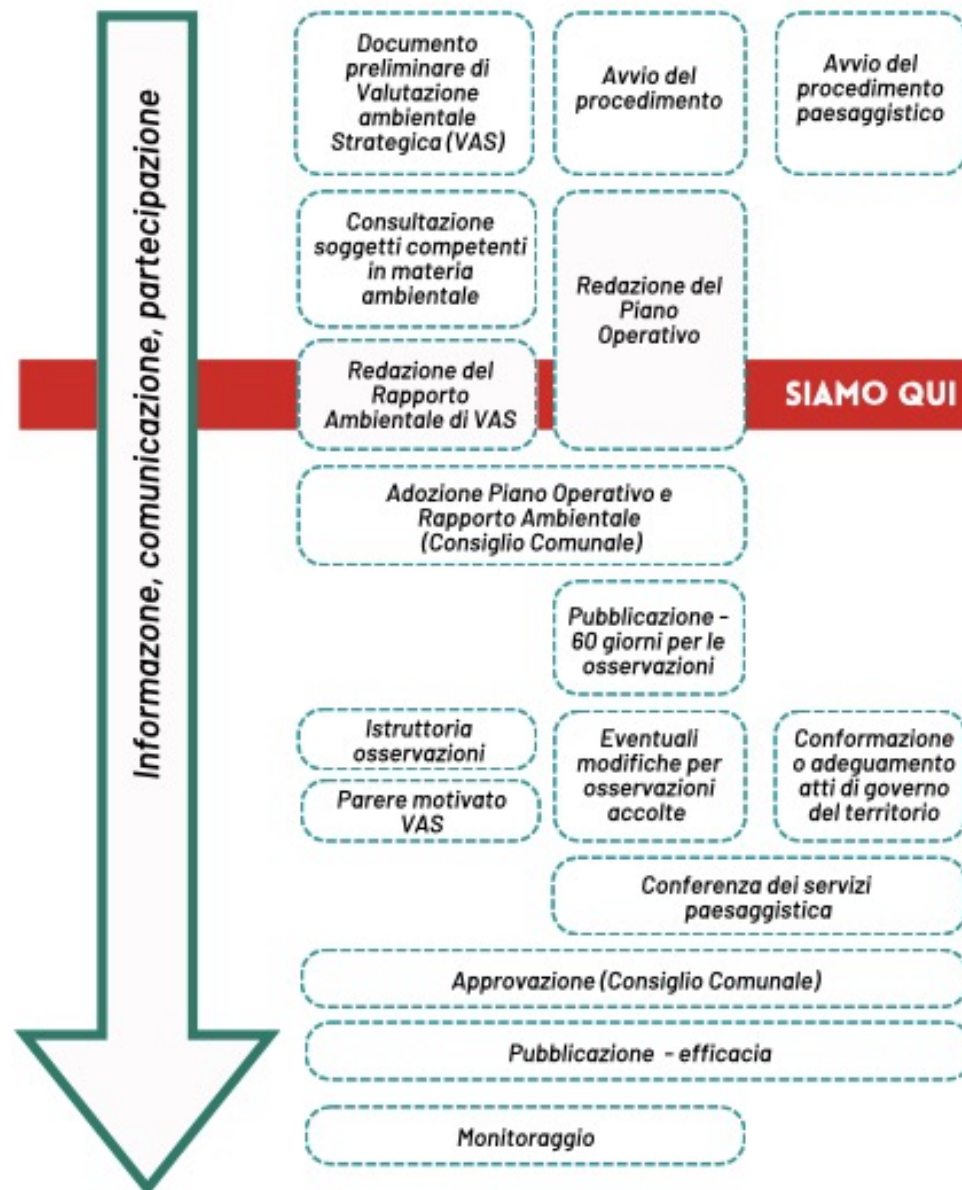 Informazone, comunicazione, partecipazione
Documento
preliminare di
Valutazione
ambientale
Strategica (VAS)
Avvio del
procedimento
Avvio del
procedimento
paesaggistico
Consultazione
soggetti competenti
in materia
ambientale
Redazione del
Piano
Operativo
Redazione del
Rapporto
Ambientale di VAS
SIAMO QUI
Adozione Piano Operativo e
Rapporto Ambientale
(Consiglio Comunale)
Pubblicazione -
60 giorni per le
osservazioni
Istruttoria
osservazioni
Parere motivato
VAS
Eventuali
modifiche per
osservazioni
accolte
Conformazione
o adeguamento
atti di governo
del territorio
Conferenza dei servizi
paesaggistica
Approvazione (Consiglio Comunale)
Pubblicazione - efficacia
Monitoraggio